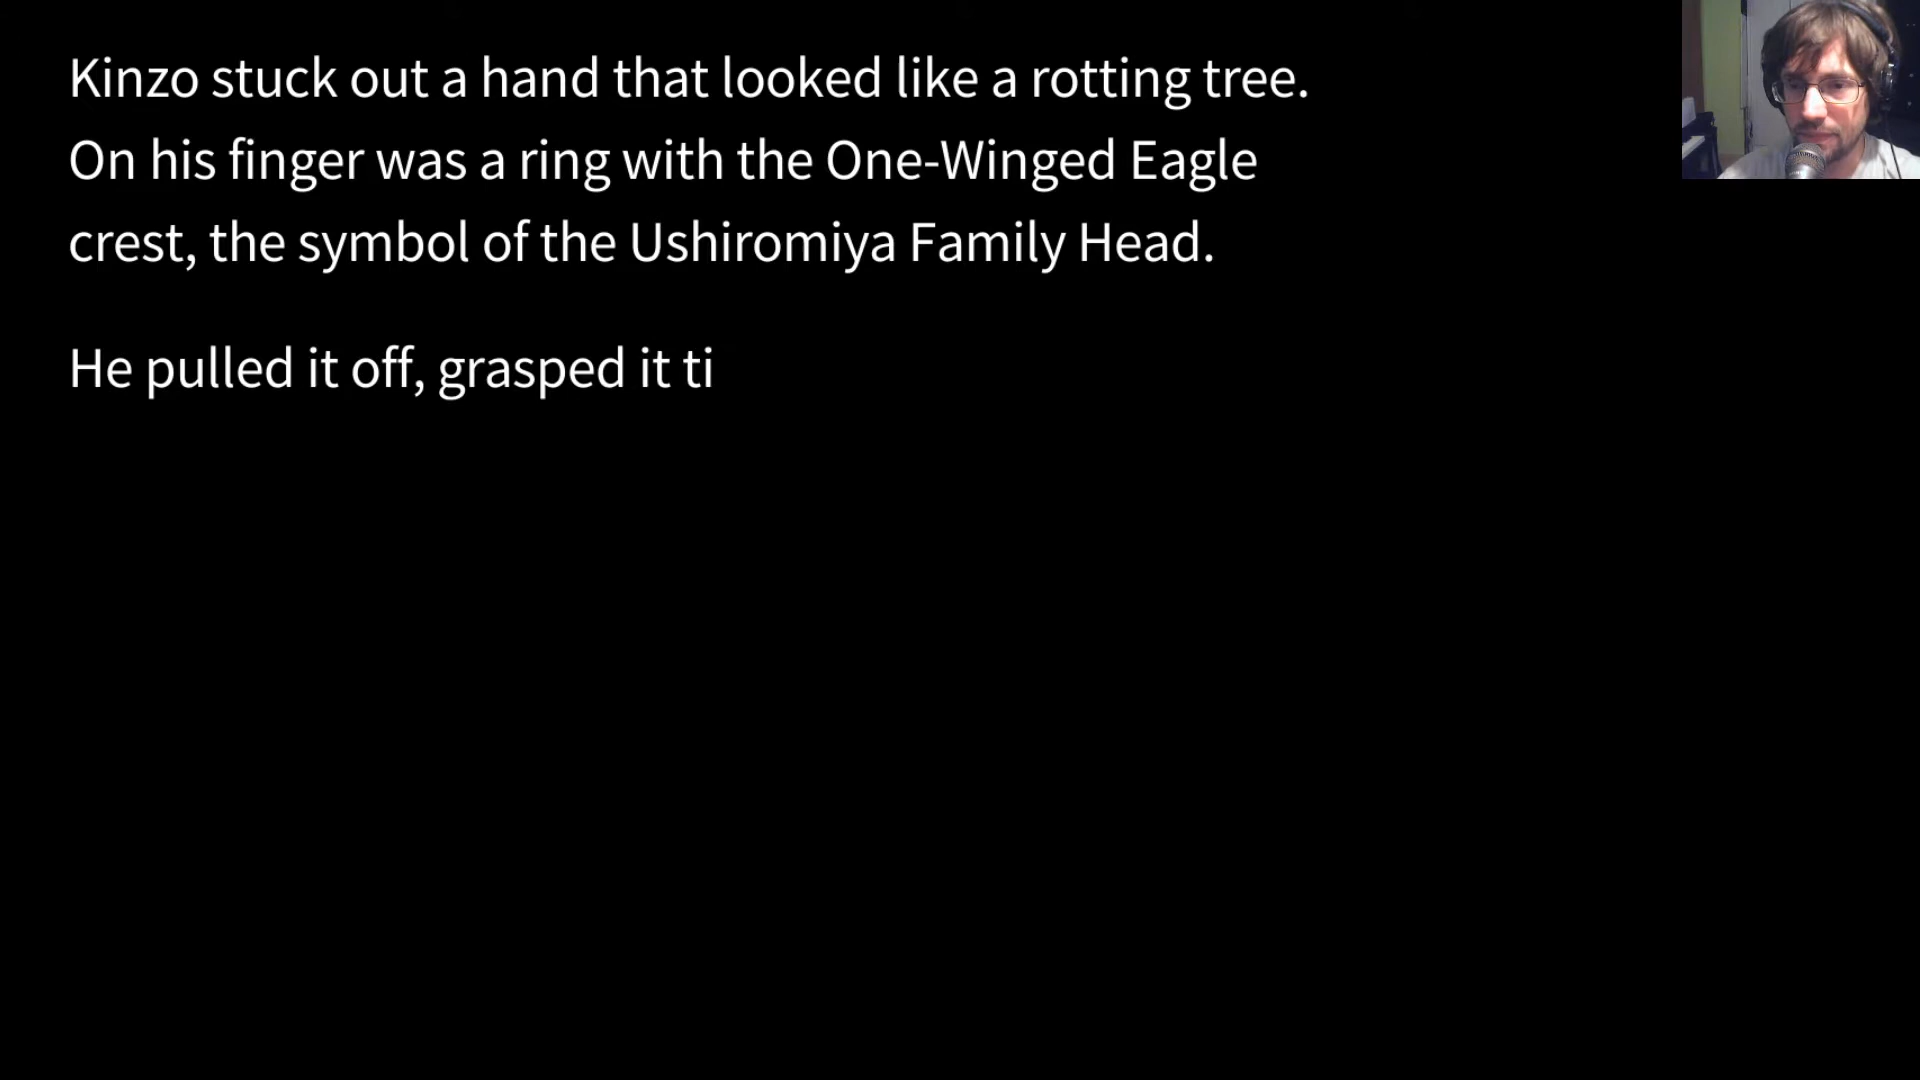 Kinzo stuck out a hand that looked like a rotting tree.
On his finger was a ring with the One-Winged Eagle
crest, the symbol of the Ushiromiya Family Head.
He pulled it off, grasped it ti